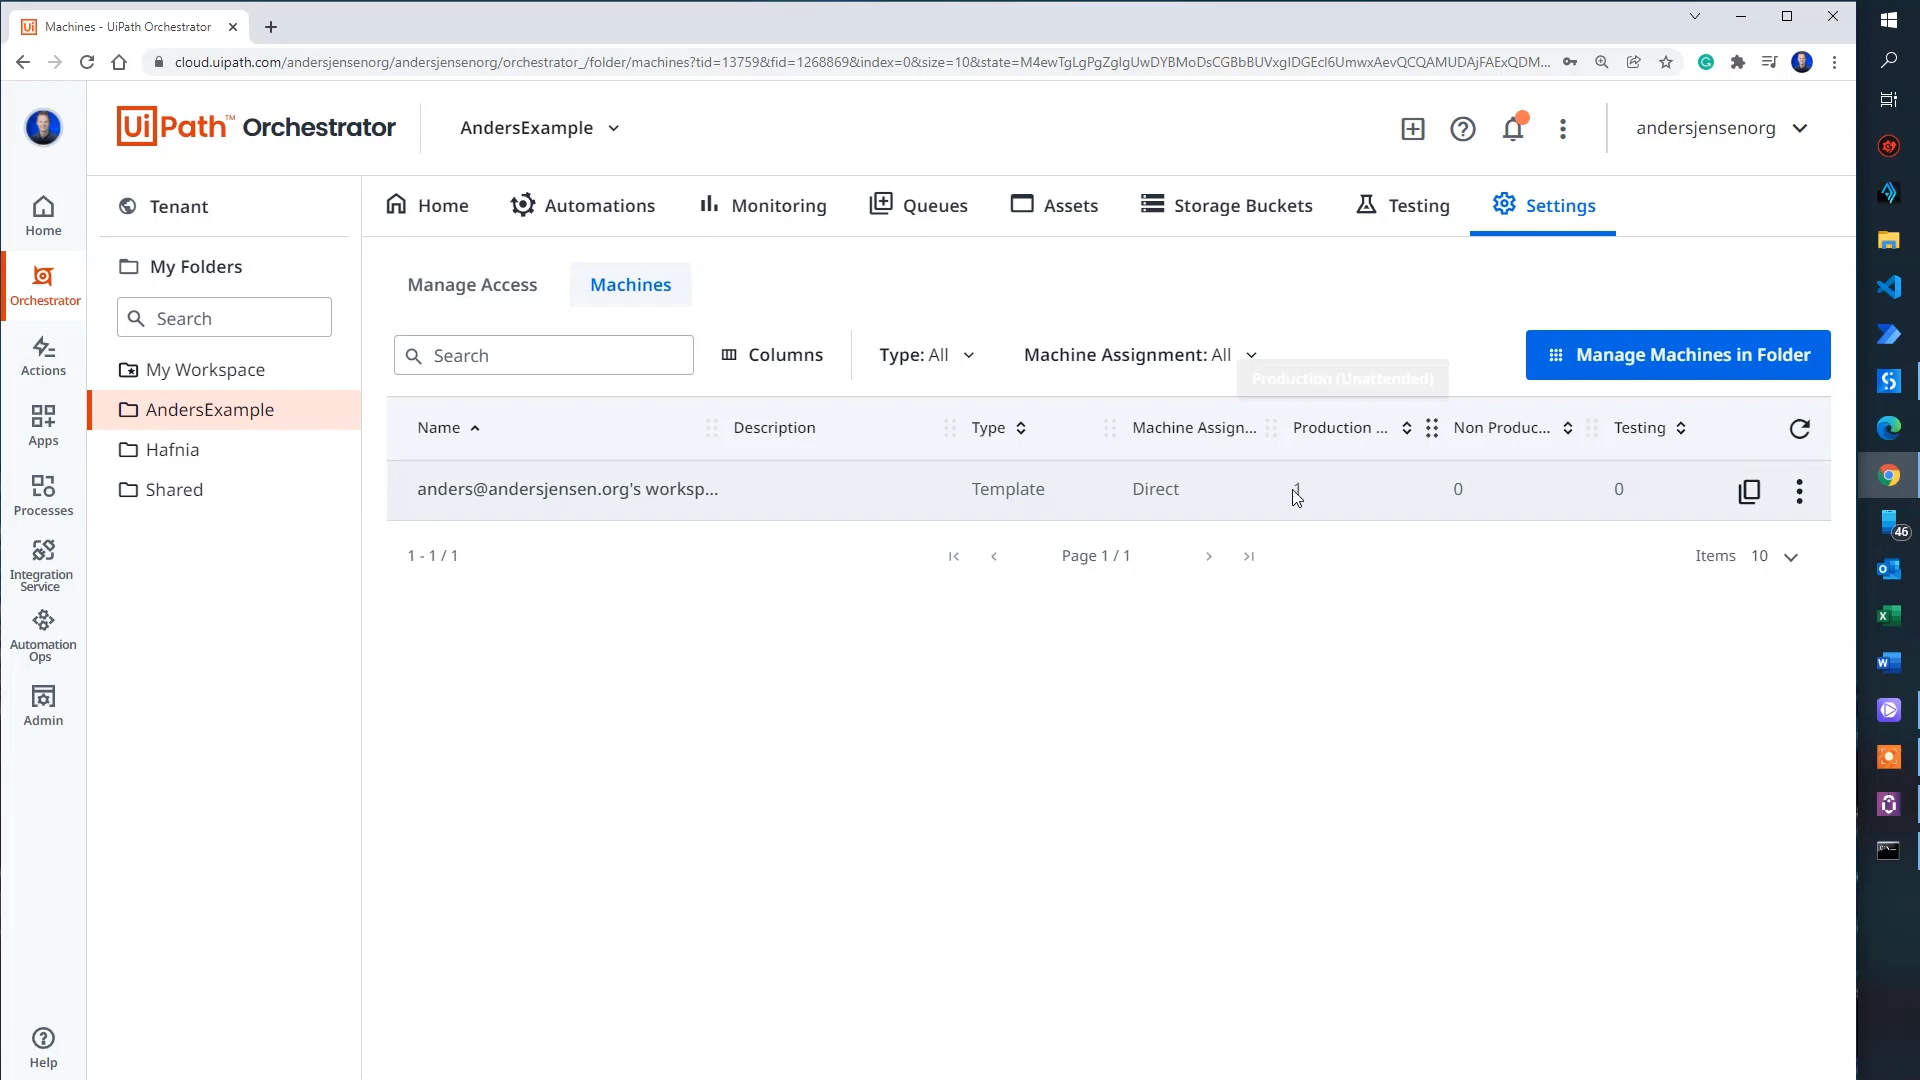 Machines - UiPath Orchestrator
cloud.uipath.com/andersjensenorg/andersjensenorg/orchestrator_/folder/machines?tid=13759&fid=1268869&index=0&size=10&state=M4ewTgLgPgZglgUwDYBMoDsCGBbBUVxgIDGEcl6UmwxAevQCQAMUDAjFAExQDM...
UiPath™ Orchestrator
AndersExample
andersjensenorg
Home
Orchestrator
Actions
Apps
Processes
Integration
Service
Automation
Ops
Admin
Help
Tenant
My Folders
Search
My Workspace
AndersExample
Hafnia
Shared
Home Automations Monitoring Queues Assets Storage Buckets Testing Settings
Manage Access Machines
Search Columns Type: All Machine Assignment: All Manage Machines in Folder
Production (Unattended)
Name Description Type Machine Assign... Production ... Non Produc... Testing
anders@andersjensen.org's worksp... Template Direct 1 0 0
1 - 1 / 1 Page 1 / 1 Items 10
46